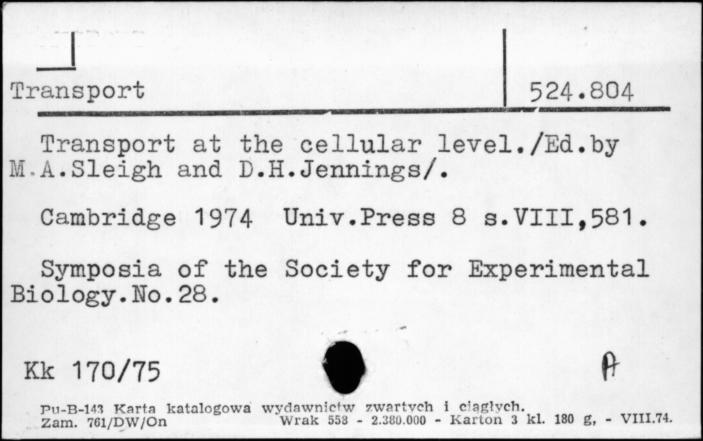 Transport 524.804
Transport at the cellular level./Ed.by
M.A.Sleigh and D.H.Jennings/.
Cambridge 1974 Univ.Press 8 s.VIII,581.
Symposia of the Society for Experimental
Biology.No.28.
Kk 170/75 A
Pu-B-143 Karta katalogowa wydawnictw zwartych i ciągłych.
Zam. 761/DW/On Wrak 558 - 2.380.000 - Karton 3 kl. 180 g, - VIII.74.